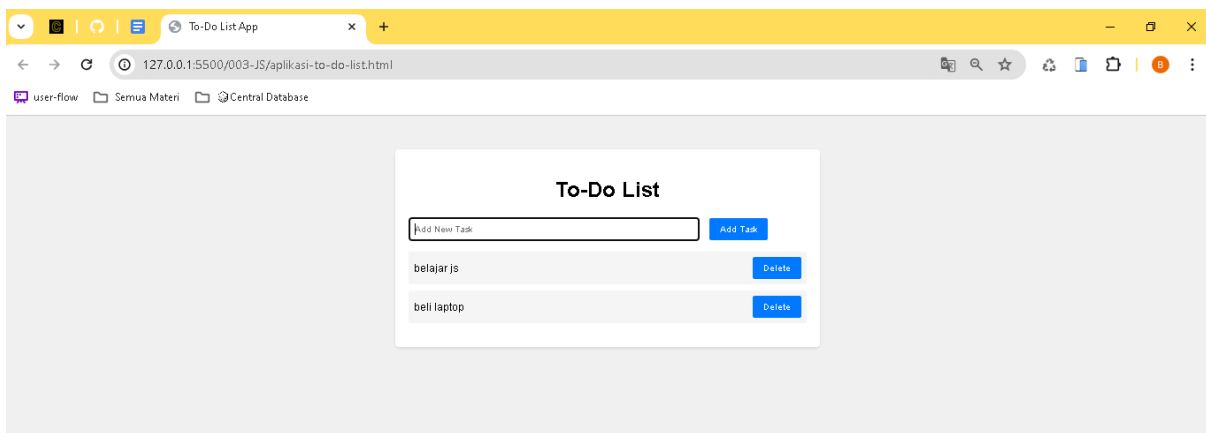 To-Do List App
127.0.0.1:5500/003-JS/aplikasi-to-do-list.html
user-flow Semua Materi Central Database
To-Do List
Add New Task Add Task
belajar js Delete
beli laptop Delete